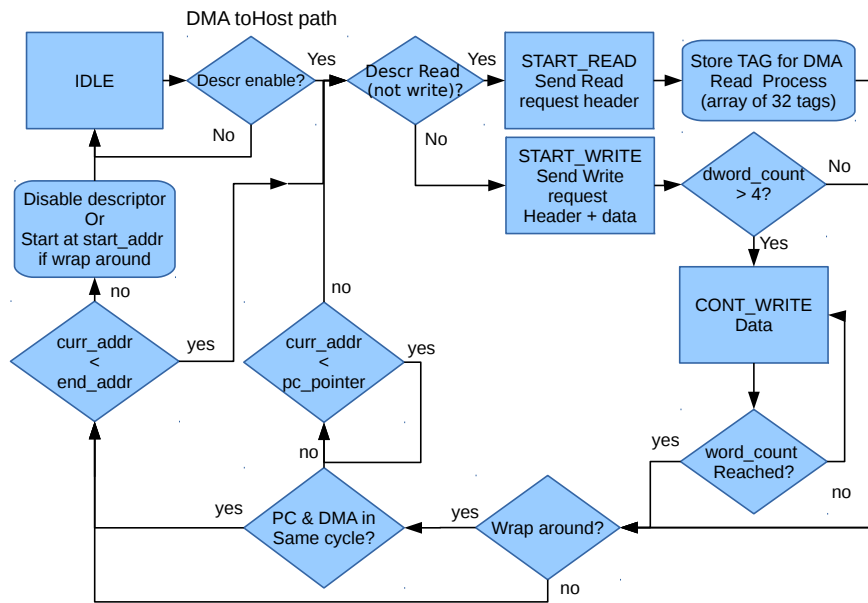 DMA toHost path
IDLE
Descr enable?
Yes
No
Descr Read
(not write)?
Yes
No
START_READ
Send Read
request header
Store TAG for DMA
Read Process
(array of 32 tags)
START_WRITE
Send Write
request
Header + data
dword_count
> 4?
No
Yes
CONT_WRITE
Data
word_count
Reached?
yes
no
Wrap around?
yes
no
PC & DMA in
Same cycle?
yes
no
curr_addr
<
pc_pointer
yes
no
curr_addr
<
end_addr
yes
no
Disable descriptor
Or
Start at start_addr
if wrap around